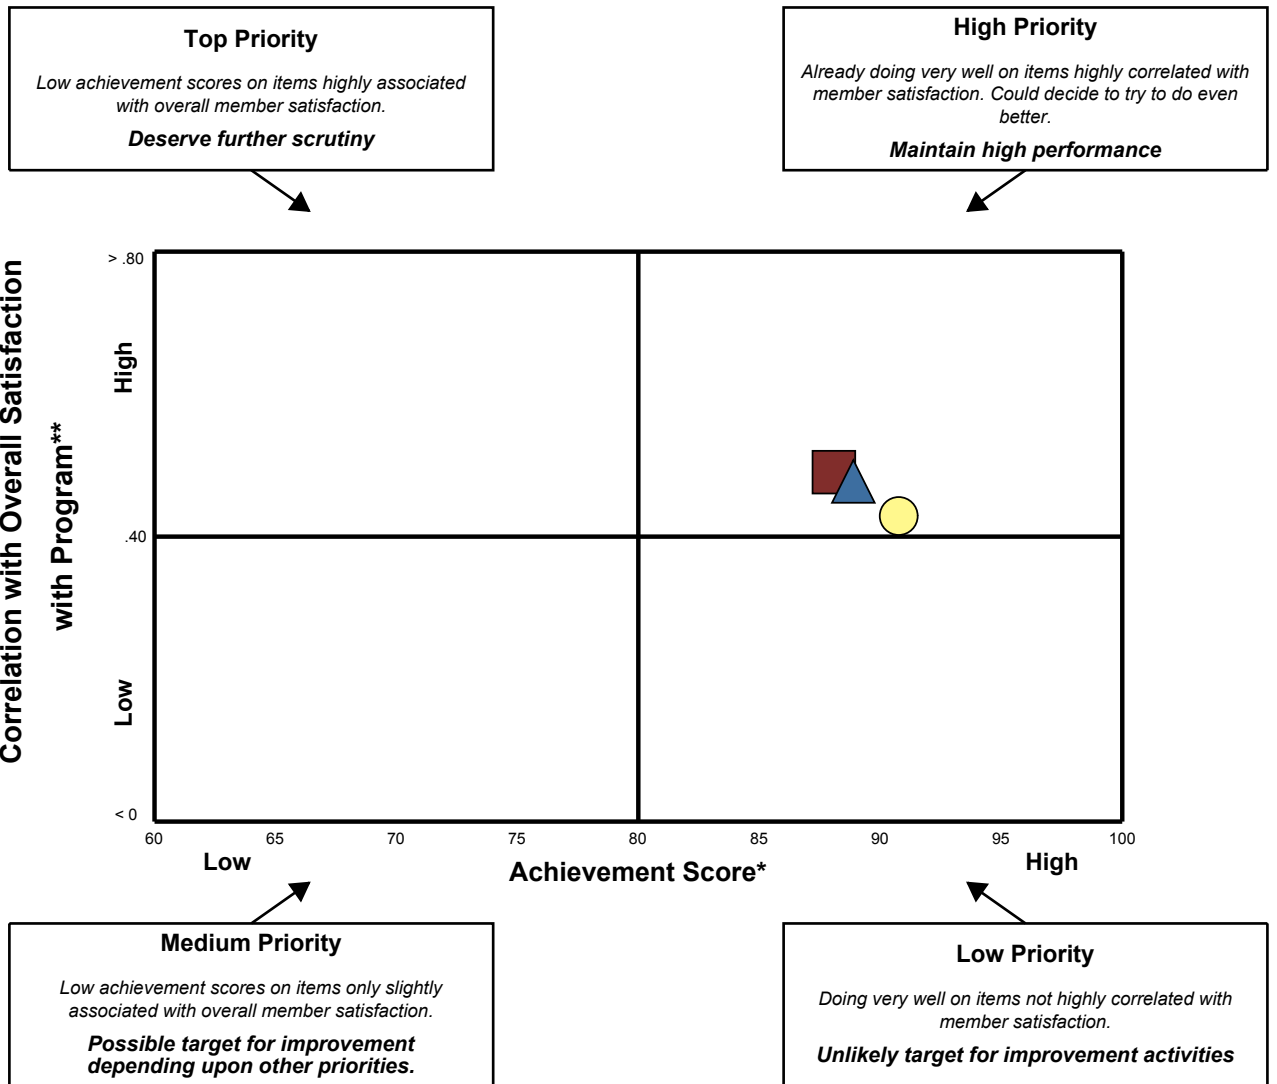 Top Priority
Low achievement scores on items highly associated
with overall member satisfaction.
Deserve further scrutiny
High Priority
Already doing very well on items highly correlated with
member satisfaction. Could decide to try to do even
better.
Maintain high performance
Correlation with Overall Satisfaction
with Program**
> .80
High
.40
Low
< 0
60
65
70
75
80
85
90
95
100
Low
Achievement Score*
High
Medium Priority
Low achievement scores on items only slightly
associated with overall member satisfaction.
Possible target for improvement
depending upon other priorities.
Low Priority
Doing very well on items not highly correlated with
member satisfaction.
Unlikely target for improvement activities